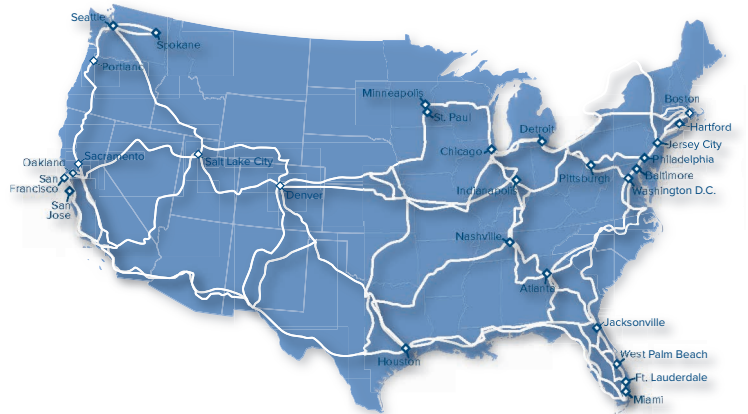 Seattle
Spokane
Portland
Minneapolis
St. Paul
Boston
Hartford
Detroit
Jersey City
Chicago
Philadelphia
Oakland
Sacramento
Salt Lake City
Pittsburgh
Baltimore
San
Francisco
Indianapolis
Washington D.C.
Denver
San
Jose
Nashville
Atlanta
Jacksonville
Houston
West Palm Beach
Ft. Lauderdale
Miami